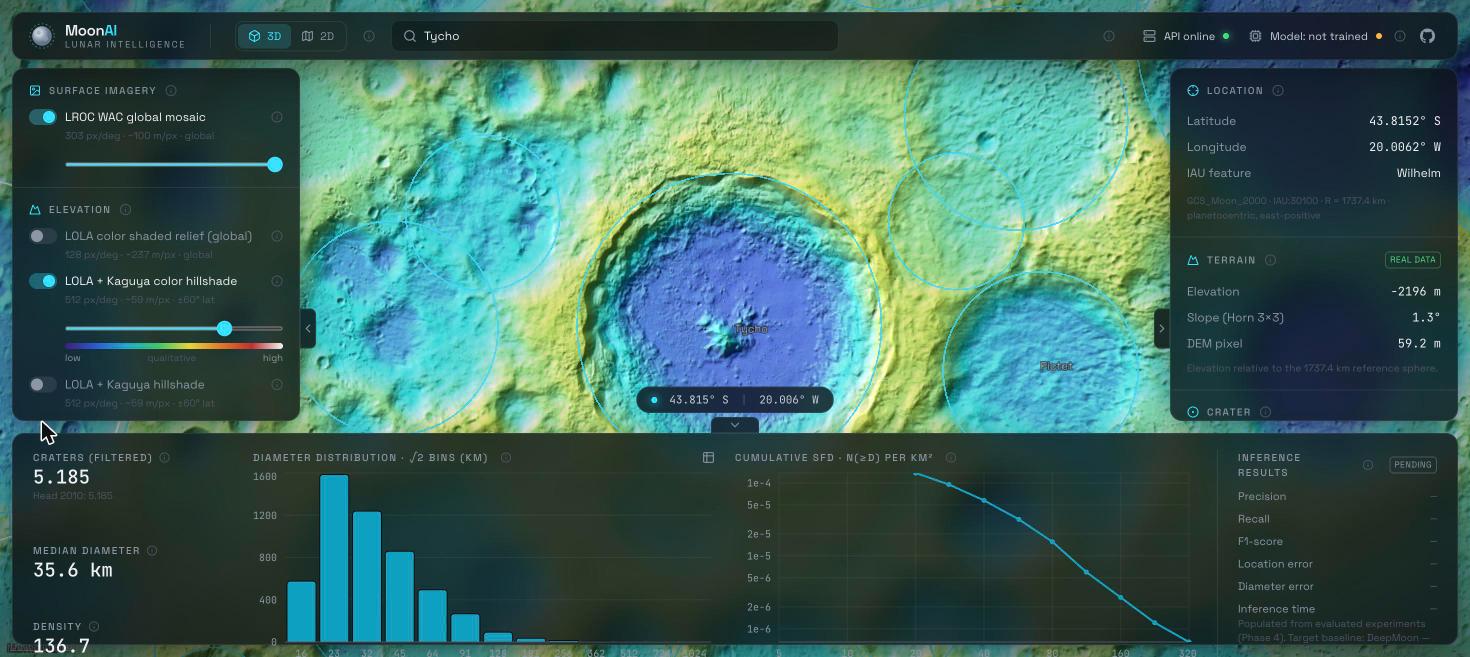 MoonAI
LUNAR INTELLIGENCE
3D
2D
Tycho
API online
Model: not trained
SURFACE IMAGERY
LROC WAC global mosaic
303 px/deg · ~100 m/px · global
ELEVATION
LOLA color shaded relief (global)
128 px/deg · ~237 m/px · global
LOLA + Kaguya color hillshade
512 px/deg · ~59 m/px · ±60° lat
low qualitative high
LOLA + Kaguya hillshade
512 px/deg · ~59 m/px · ±60° lat
Tycho
Pictet
43.815° S | 20.006° W
LOCATION
Latitude 43.8152° S
Longitude 20.0062° W
IAU feature Wilhelm
GCS_Moon_2000 · IAU:30100 · R = 1737.4 km ·
planetocentric, east-positive
TERRAIN REAL DATA
Elevation -2196 m
Slope (Horn 3×3) 1.3°
DEM pixel 59.2 m
Elevation relative to the 1737.4 km reference sphere.
CRATER
CRATERS (FILTERED)
5.185
Head 2010: 5.185
MEDIAN DIAMETER
35.6 km
DENSITY
136.7
DIAMETER DISTRIBUTION · √2 BINS (KM)
1600
1200
800
400
0
16 23 32 45 64 91 128 181 256 362 512 724 1024
CUMULATIVE SFD · N(≥D) PER KM²
1e-4
5e-5
2e-5
1e-5
5e-6
2e-6
1e-6
5 10 20 40 80 160 320
INFERENCE
RESULTS
PENDING
Precision —
Recall —
F1-score —
Location error —
Diameter error —
Inference time —
Populated from evaluated experiments
(Phase 4). Target baseline: DeepMoon —